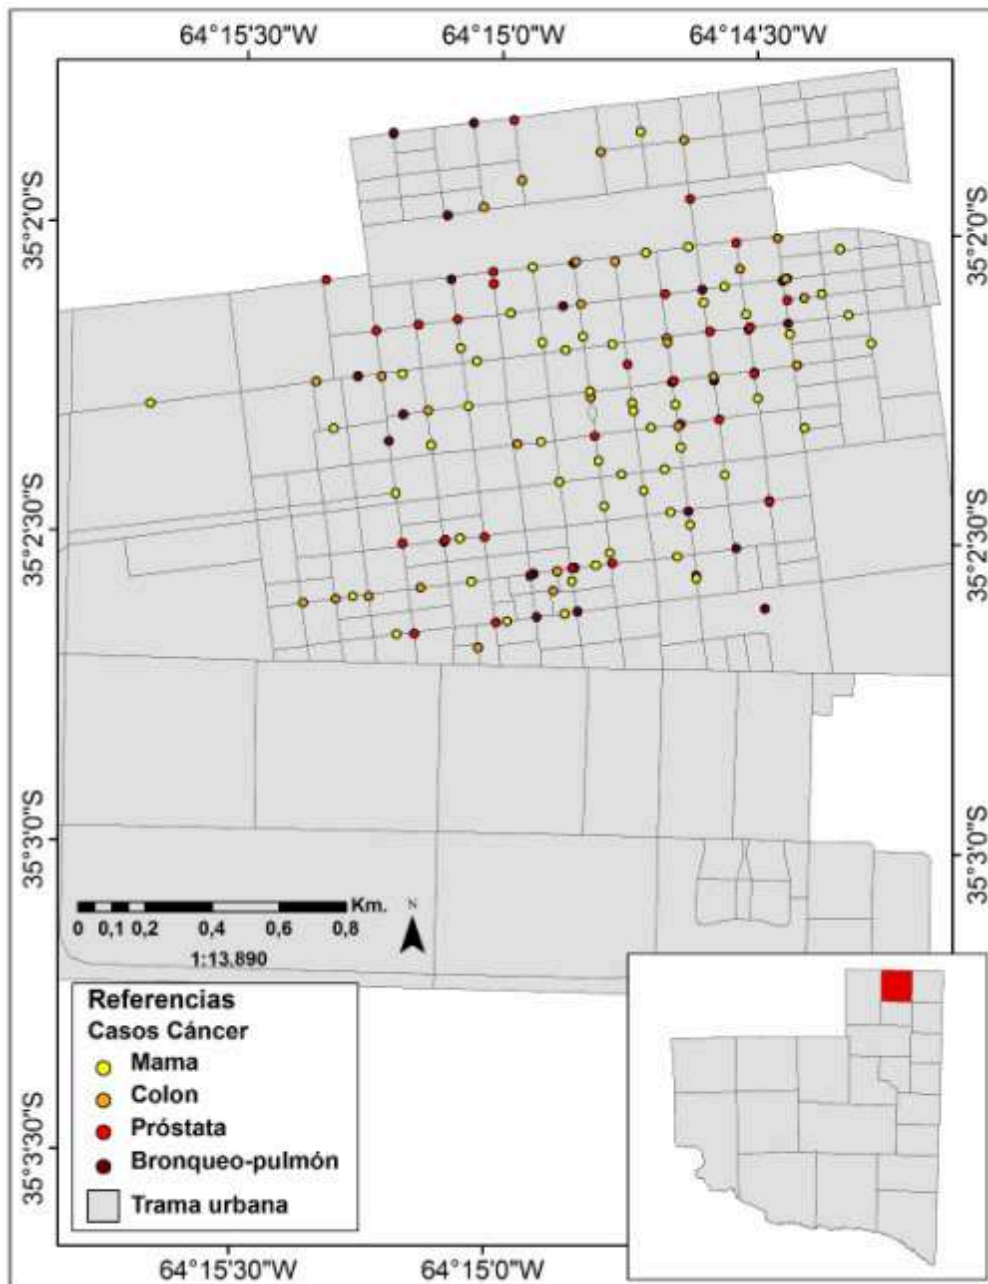 64°15'30"W 64°15'0"W 64°14'30"W
35°2'0"S
35°2'0"S
35°2'30"S
35°2'30"S
35°3'0"S
35°3'0"S
Km.
N
0 0,1 0,2 0,4 0,6 0,8
1:13.890
Referencias
Casos Cáncer
Mama
Colon
Próstata
Bronqueo-pulmón
Trama urbana
35°3'30"S
64°15'30"W 64°15'0"W